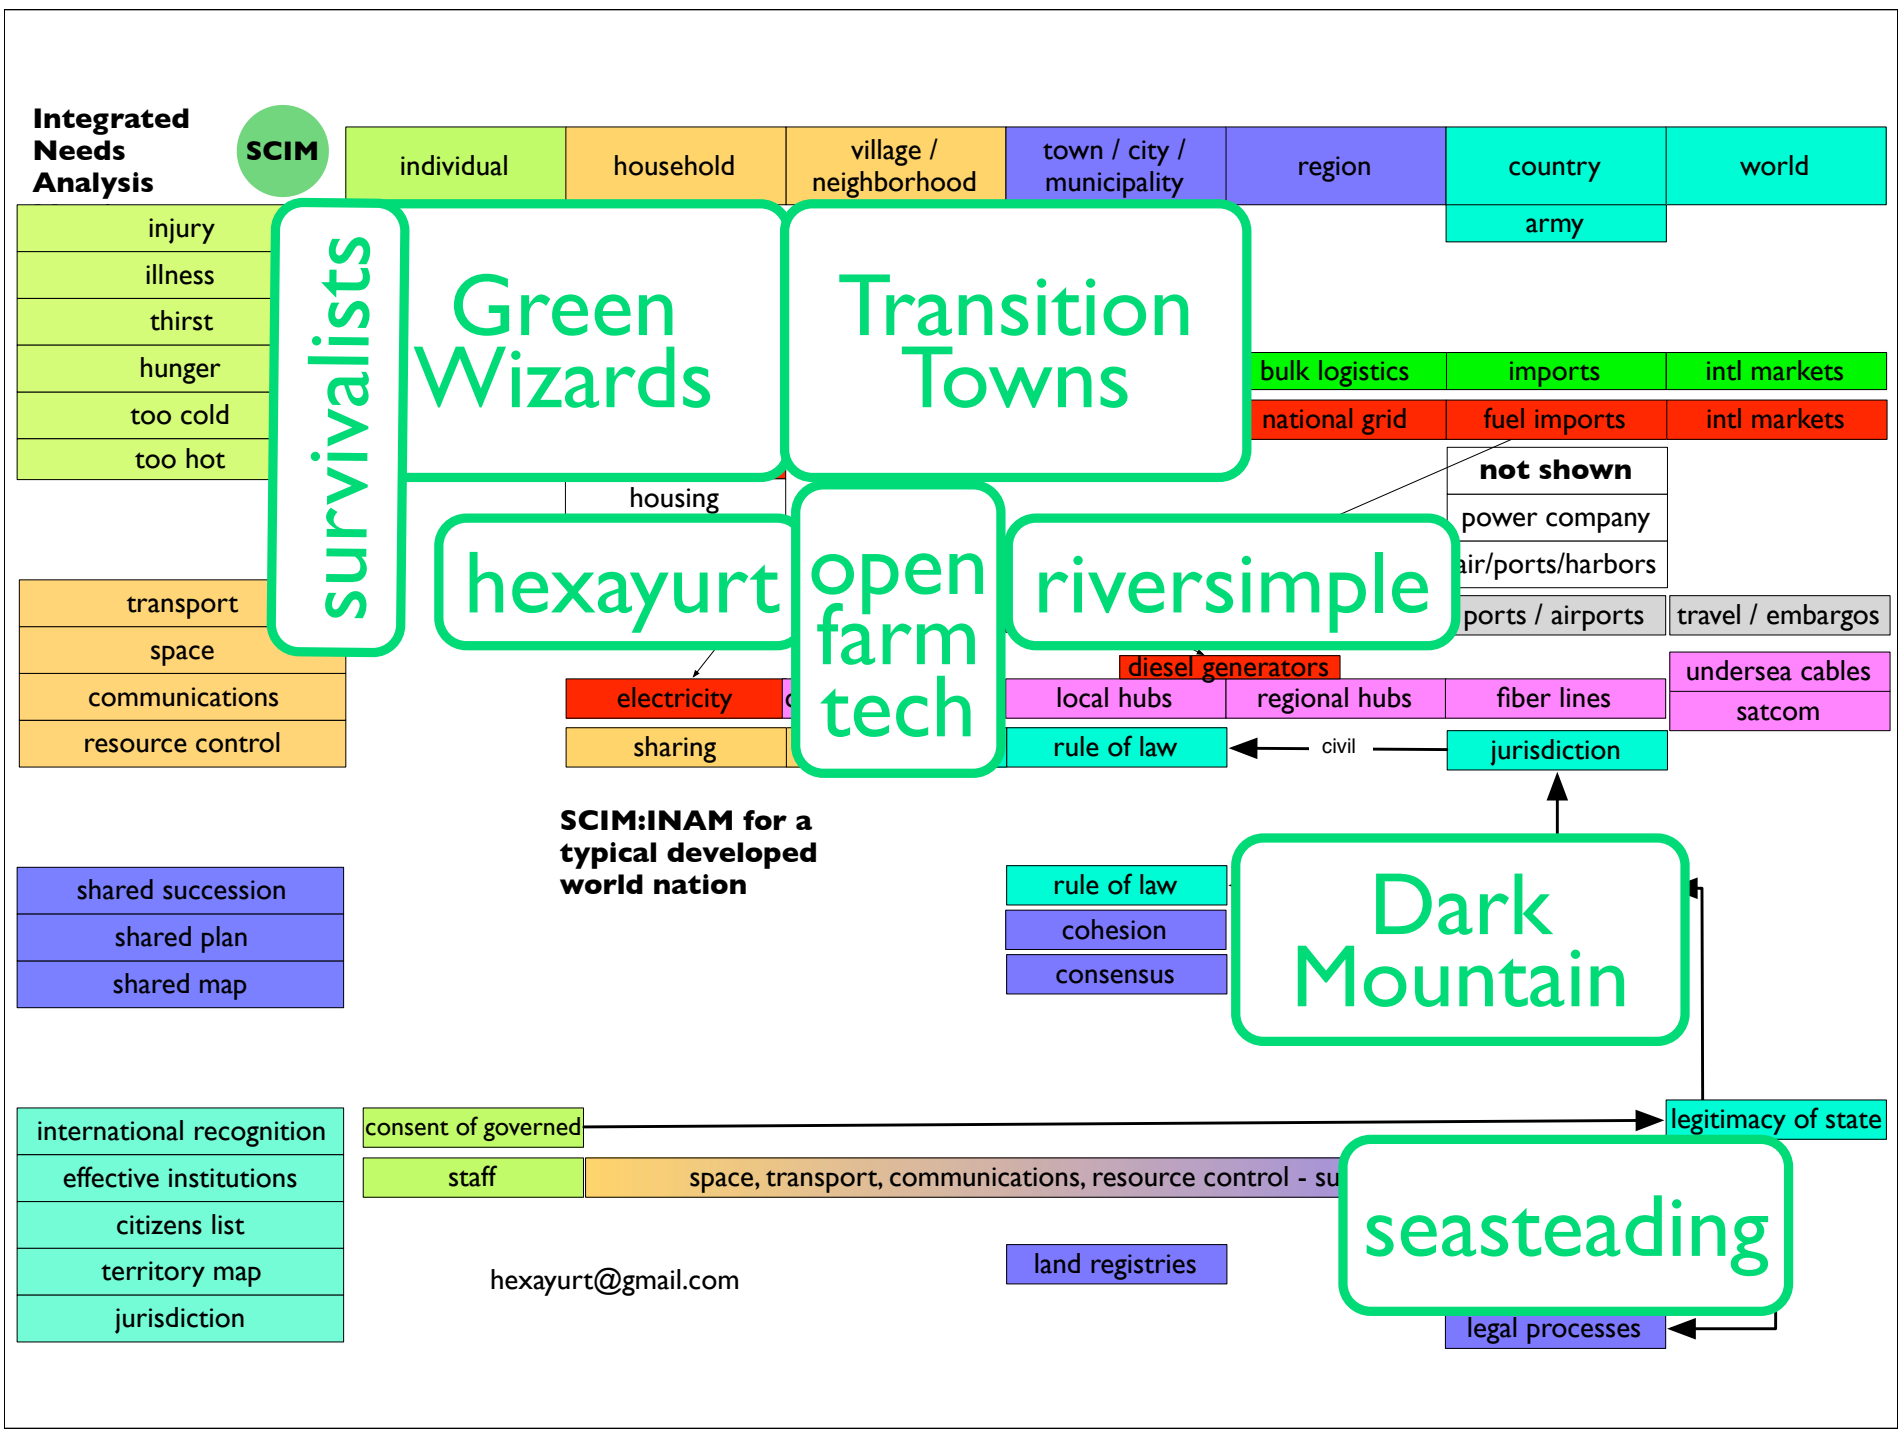 Integrated
Needs
Analysis
SCIM
individual
household
village /
neighborhood
town / city /
municipality
region
country
world
injury
illness
thirst
hunger
too cold
too hot
army
survivalists
Green
Wizards
Transition
Towns
bulk logistics
imports
intl markets
national grid
fuel imports
intl markets
not shown
power company
air/ports/harbors
housing
hexayurt
open
farm
tech
riversimple
transport
space
communications
resource control
ports / airports
travel / embargos
diesel generators
undersea cables
satcom
electricity
local hubs
regional hubs
fiber lines
sharing
rule of law
civil
jurisdiction
SCIM:INAM for a
typical developed
world nation
shared succession
shared plan
shared map
rule of law
cohesion
consensus
Dark
Mountain
international recognition
effective institutions
citizens list
territory map
jurisdiction
consent of governed
legitimacy of state
staff
space, transport, communications, resource control - su
seasteading
land registries
hexayurt@gmail.com
legal processes